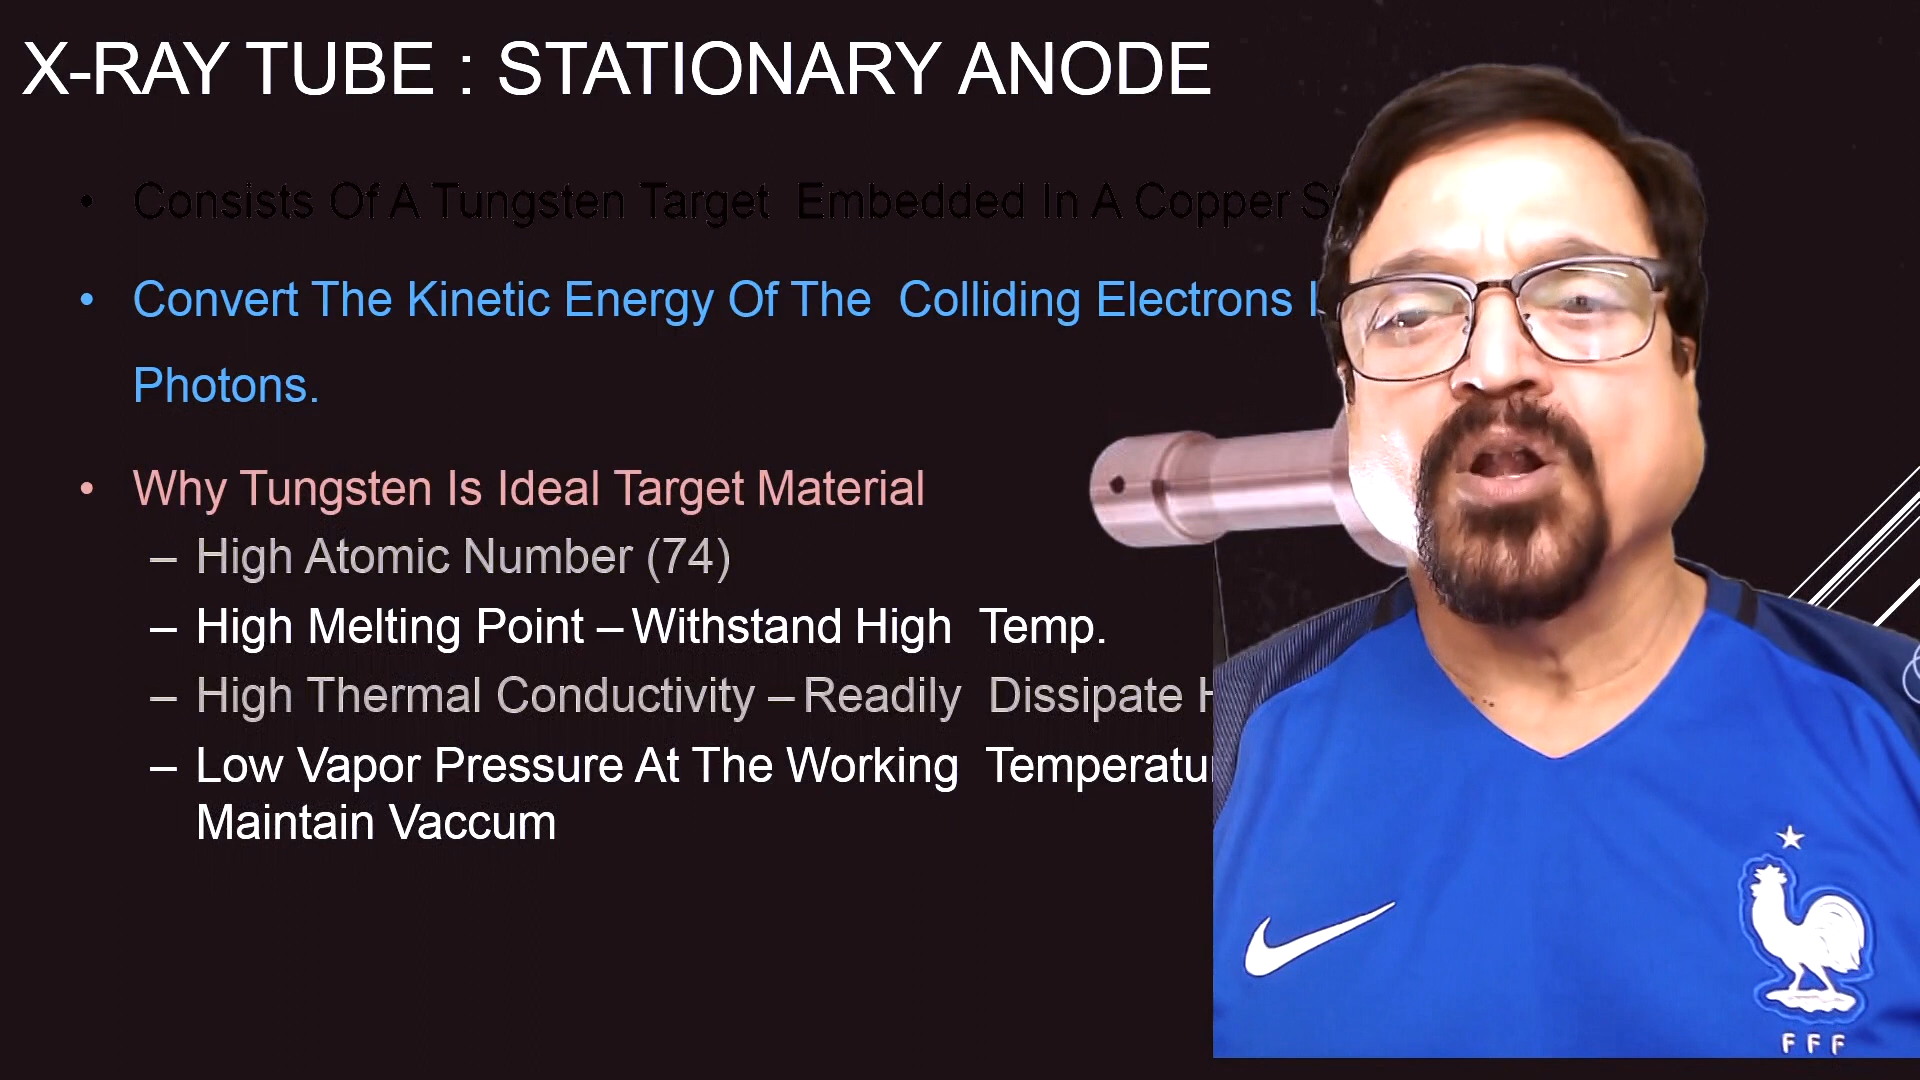 X-RAY TUBE : STATIONARY ANODE
• Consists Of A Tungsten Target Embedded In A Copper
• Convert The Kinetic Energy Of The Colliding Electrons
Photons.
• Why Tungsten Is Ideal Target Material
– High Atomic Number (74)
– High Melting Point – Withstand High Temp.
– High Thermal Conductivity – Readily Dissipate
– Low Vapor Pressure At The Working
Maintain Vaccum
FFF